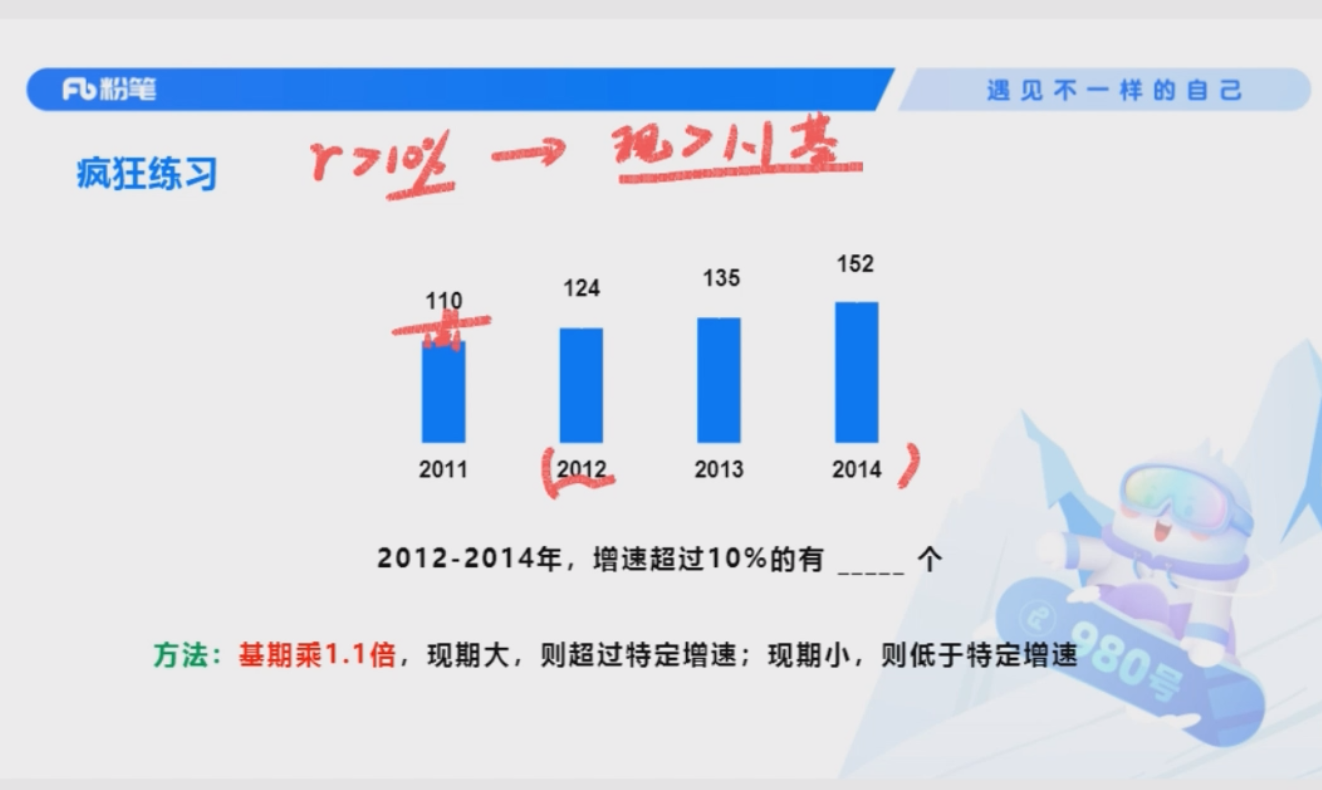 粉笔
遇见不一样的自己
疯狂练习
r>10% → 现>1.1基
110 124 135 152
2011 (2012 2013 2014)
2012-2014年，增速超过10%的有 _____ 个
方法：基期乘1.1倍，现期大，则超过特定增速；现期小，则低于特定增速
980号